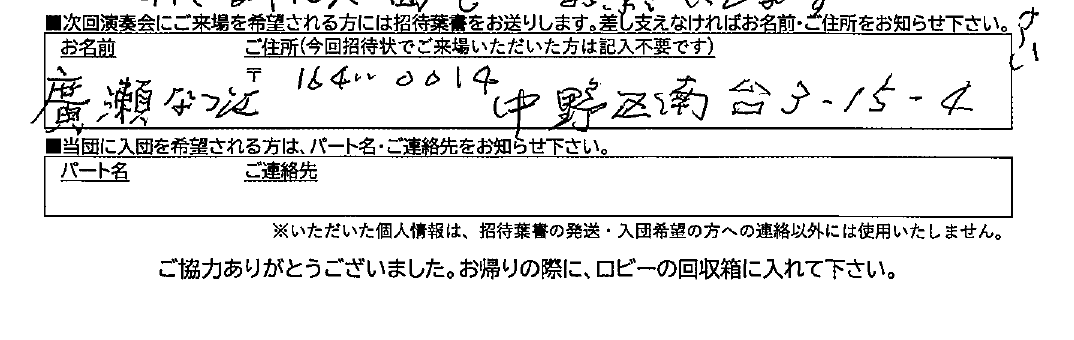 ■次回演奏会にご来場を希望される方には招待葉書をお送りします。差し支えなければお名前・ご住所をお知らせ下さい。
お名前 ご住所(今回招待状でご来場いただいた方は記入不要です)
〒 164-0014
廣瀬なつ江 中野区南台3-15-4
■当団に入団を希望される方は、パート名・ご連絡先をお知らせ下さい。
パート名 ご連絡先
※いただいた個人情報は、招待葉書の発送・入団希望の方への連絡以外には使用いたしません。
ご協力ありがとうございました。お帰りの際に、ロビーの回収箱に入れて下さい。